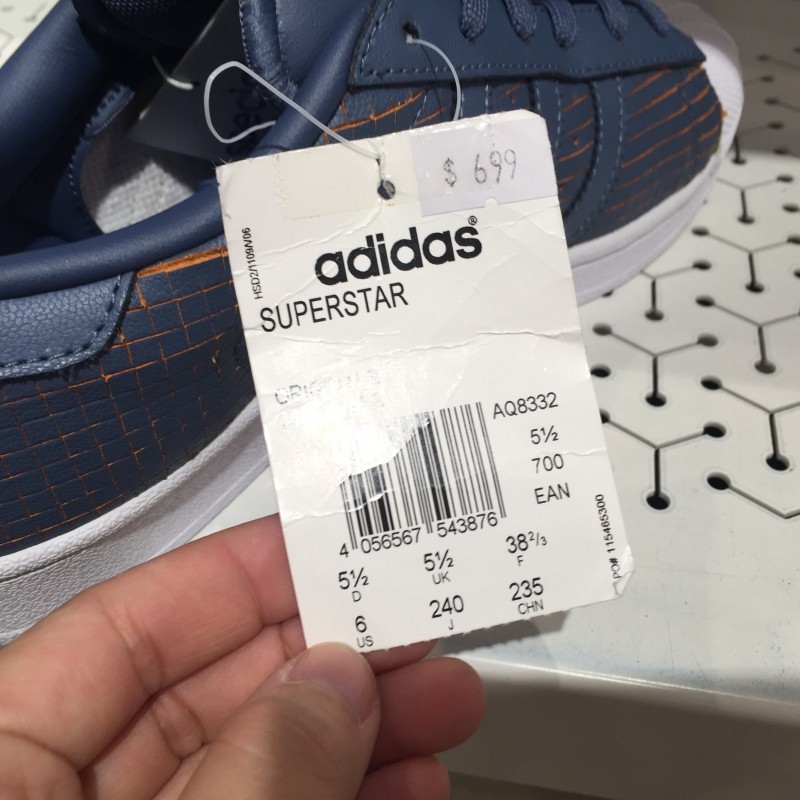 $ 699
adidas®
HSD2/1109/V06
SUPERSTAR
AQ8332
5½
700
EAN
4 056567 543876
5½ 5½ 38²/₃
D UK F
6 240 235
US J CHN
PO# 115465300